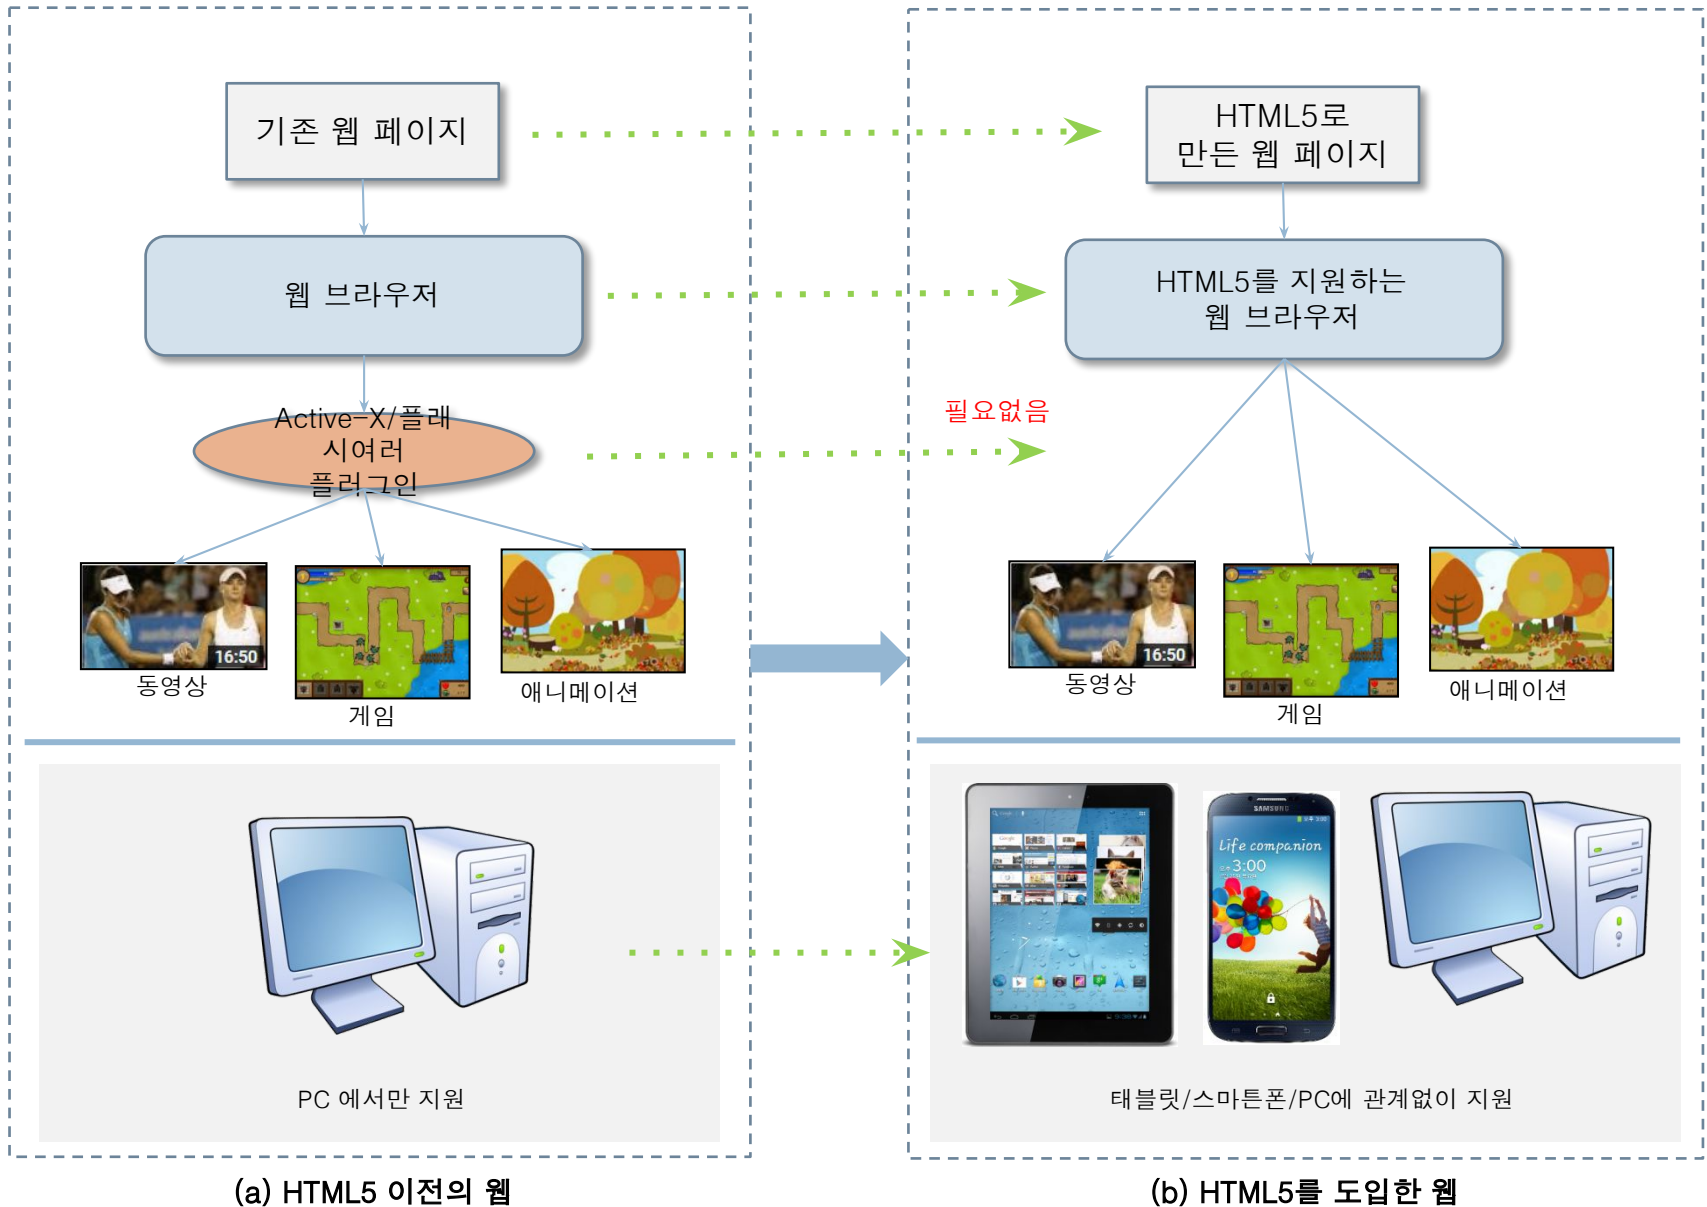 기존 웹 페이지
웹 브라우저
Active-X/플래
시여러
플러그인
16:50
동영상
게임
애니메이션
PC 에서만 지원
(a) HTML5 이전의 웹
필요없음
HTML5로
만든 웹 페이지
HTML5를 지원하는
웹 브라우저
16:50
동영상
게임
애니메이션
Google
SAMSUNG
Life companion
오후 3:00
태블릿/스마트폰/PC에 관계없이 지원
(b) HTML5를 도입한 웹